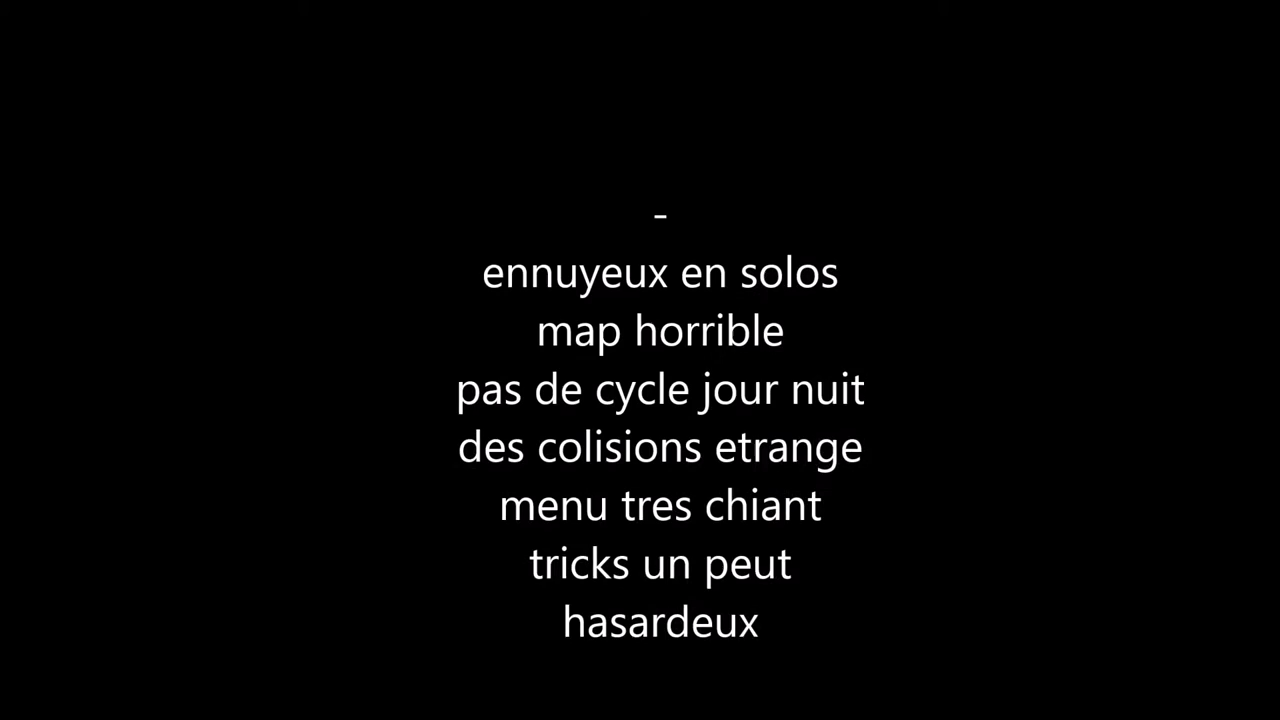 -
ennuyeux en solos
map horrible
pas de cycle jour nuit
des colisions etrange
menu tres chiant
tricks un peut
hasardeux